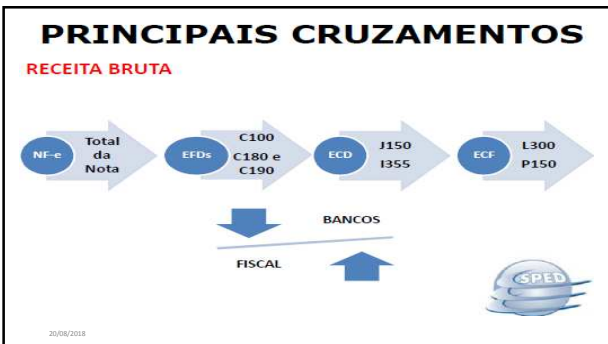 PRINCIPAIS CRUZAMENTOS
RECEITA BRUTA
NF-e
Total
da
Nota
EFDs
C100
C180 e
C190
ECD
J150
I355
ECF
L300
P150
BANCOS
FISCAL
SPED
20/08/2018